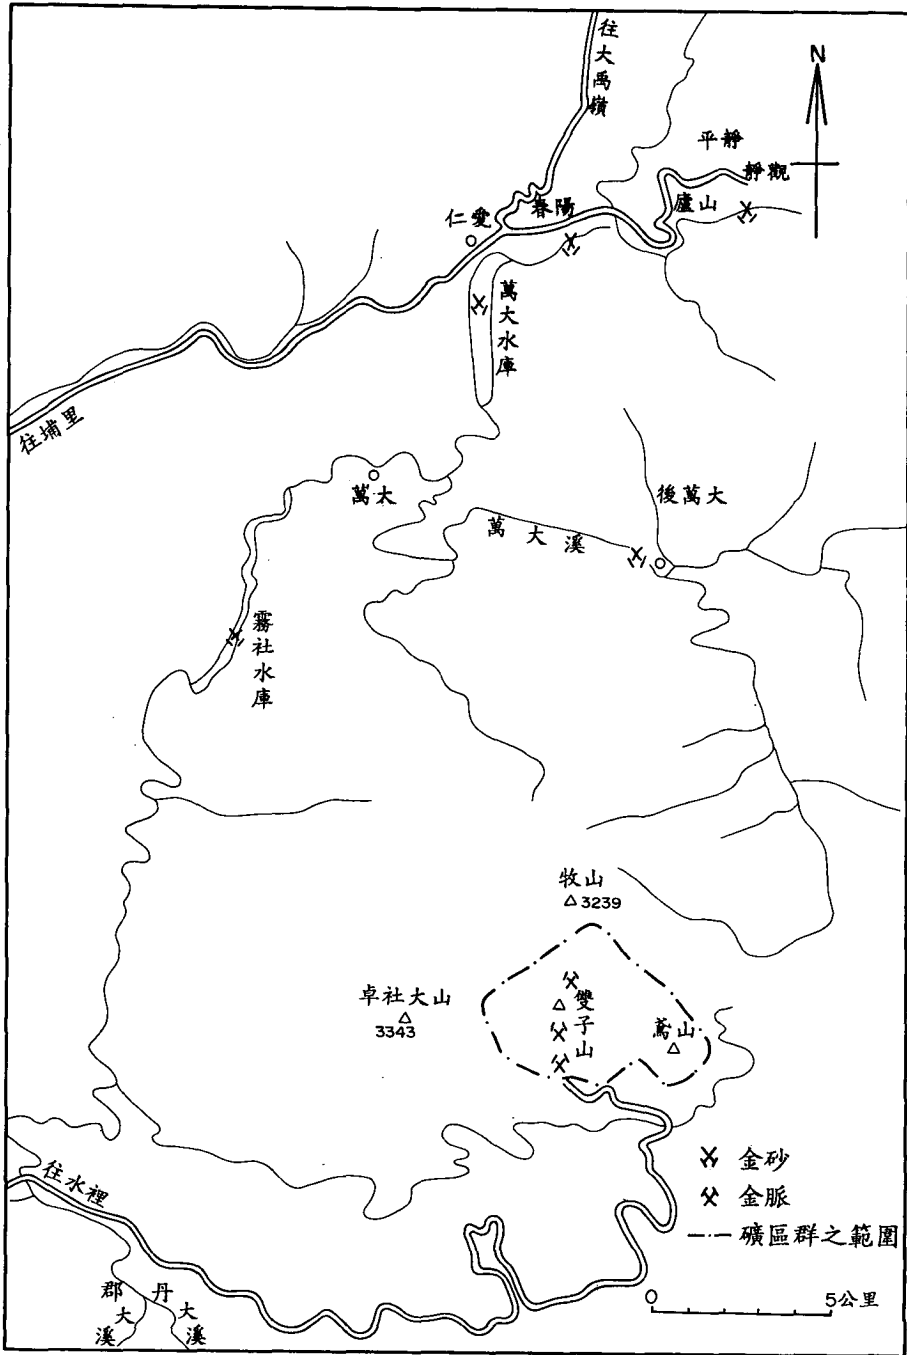 往大禹嶺
N
平靜
靜觀
廬山
春陽
仁愛
萬大水庫
往埔里
萬大
後萬大
萬大溪
霧社水庫
牧山
3239
卓社大山
3343
雙子山
鳶山
金砂
金脈
礦區群之範圍
往水裡
郡大溪
丹大溪
0
5公里